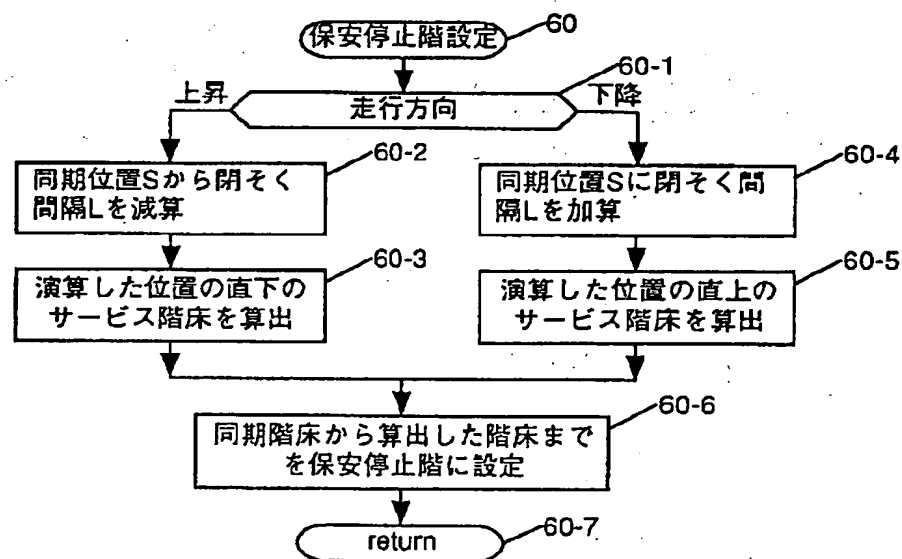 保安停止階設定
60
60-1
走行方向
上昇
下降
60-2
同期位置Sから閉そく
間隔Lを減算
60-4
同期位置Sに閉そく間
隔Lを加算
60-3
演算した位置の直下の
サービス階床を算出
60-5
演算した位置の直上の
サービス階床を算出
60-6
同期階床から算出した階床まで
を保安停止階に設定
return
60-7